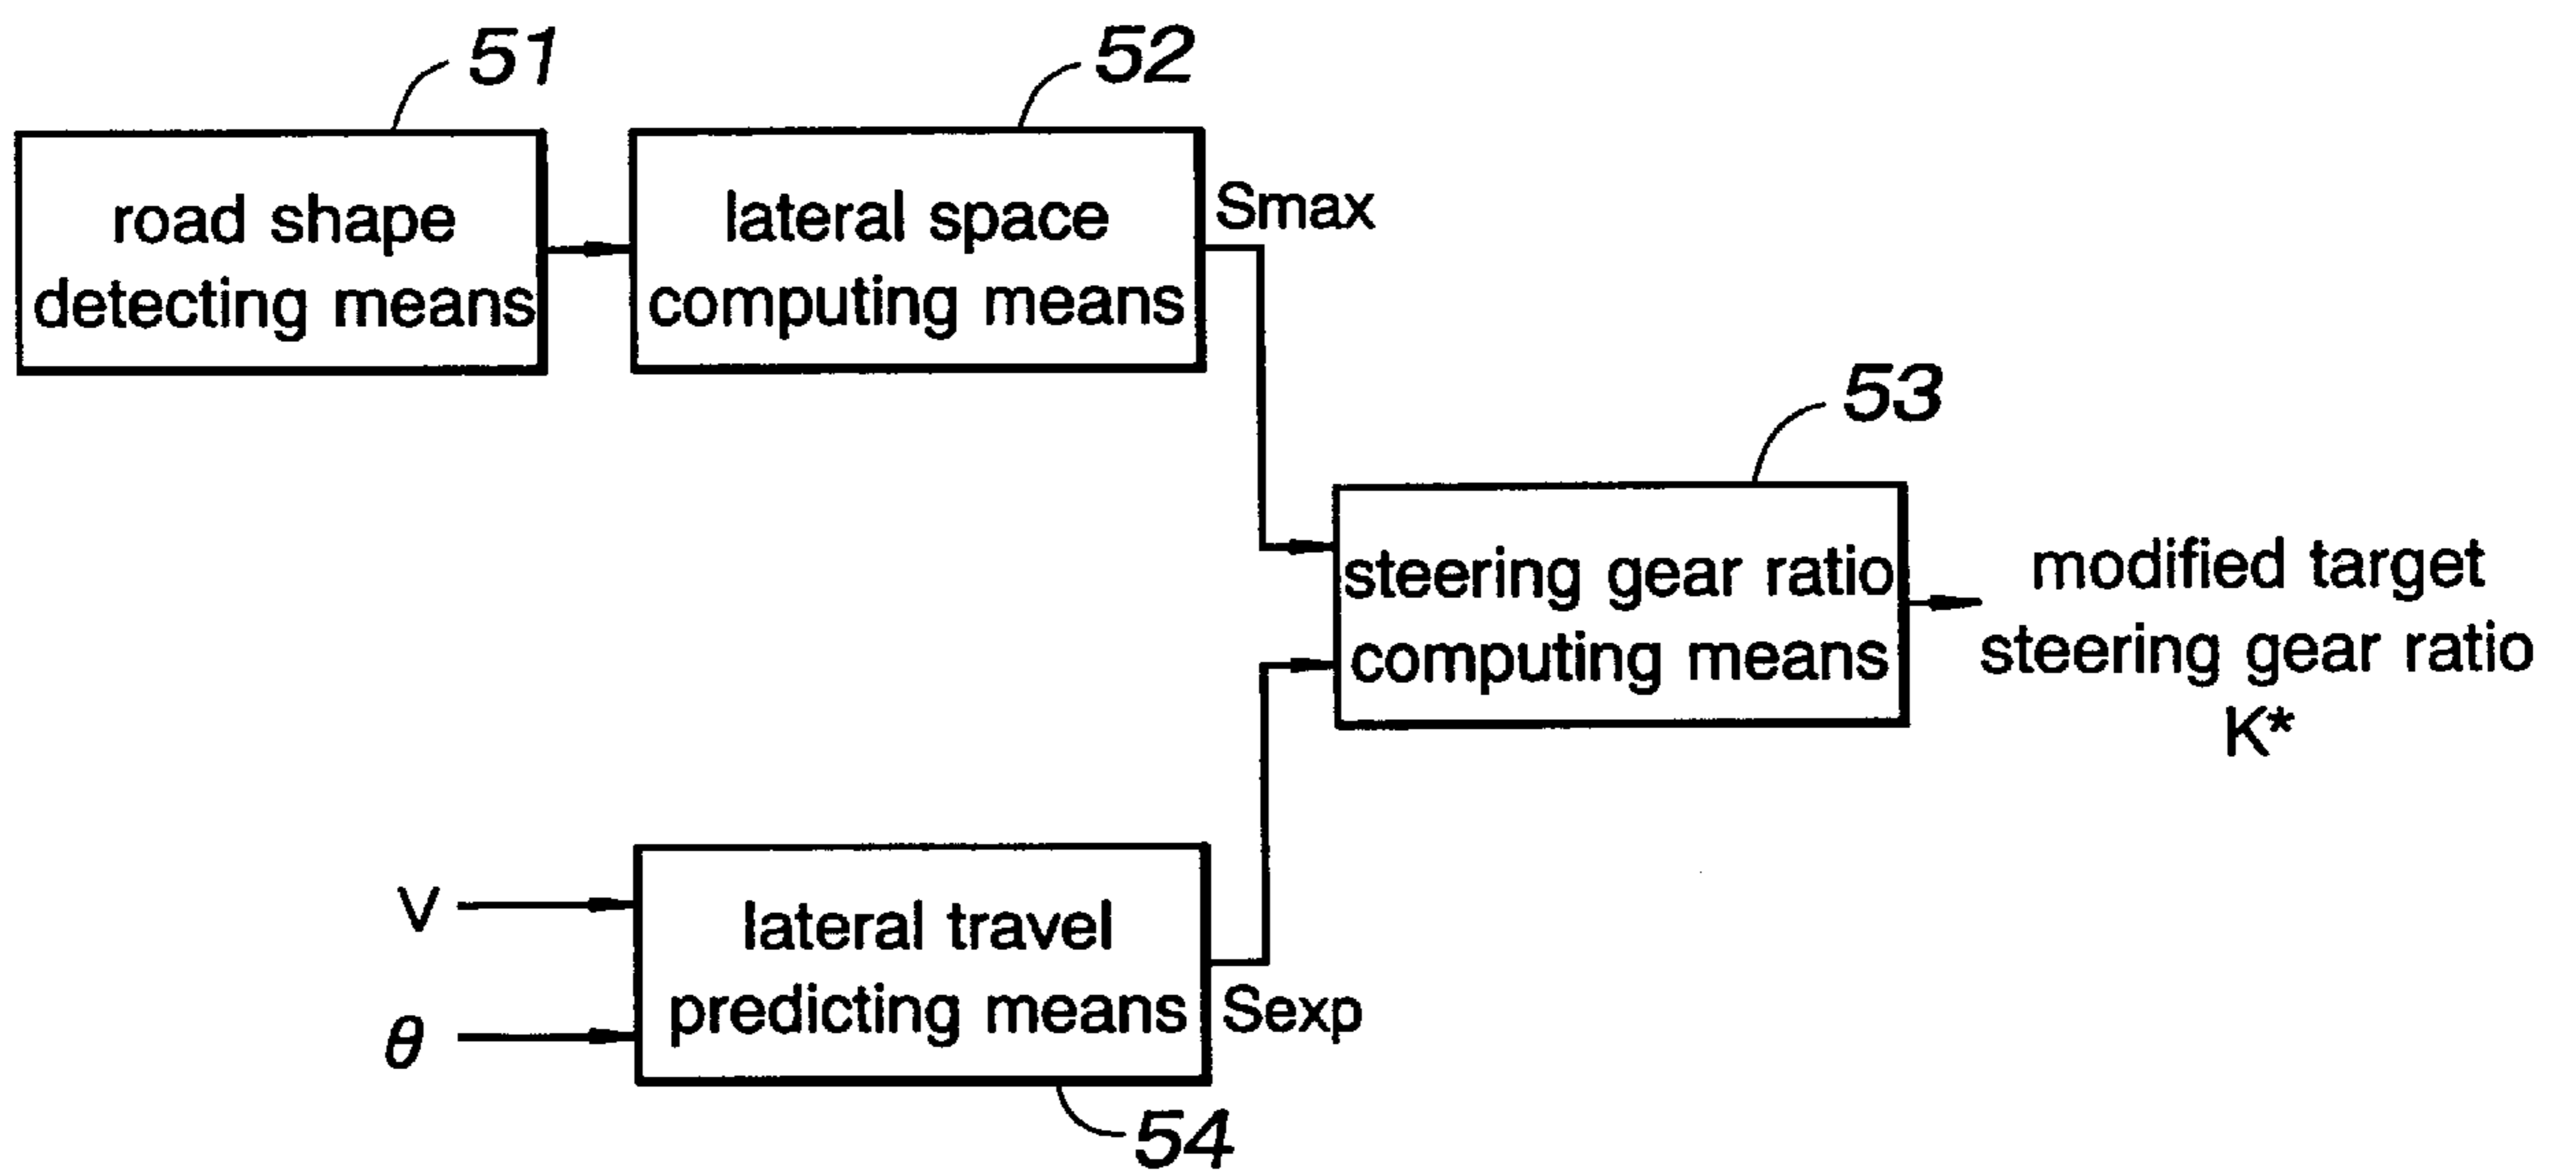 51
road shape
detecting means
52
lateral space
computing means
Smax
53
steering gear ratio
computing means
modified target
steering gear ratio
K*
V
θ
lateral travel
predicting means
Sexp
54